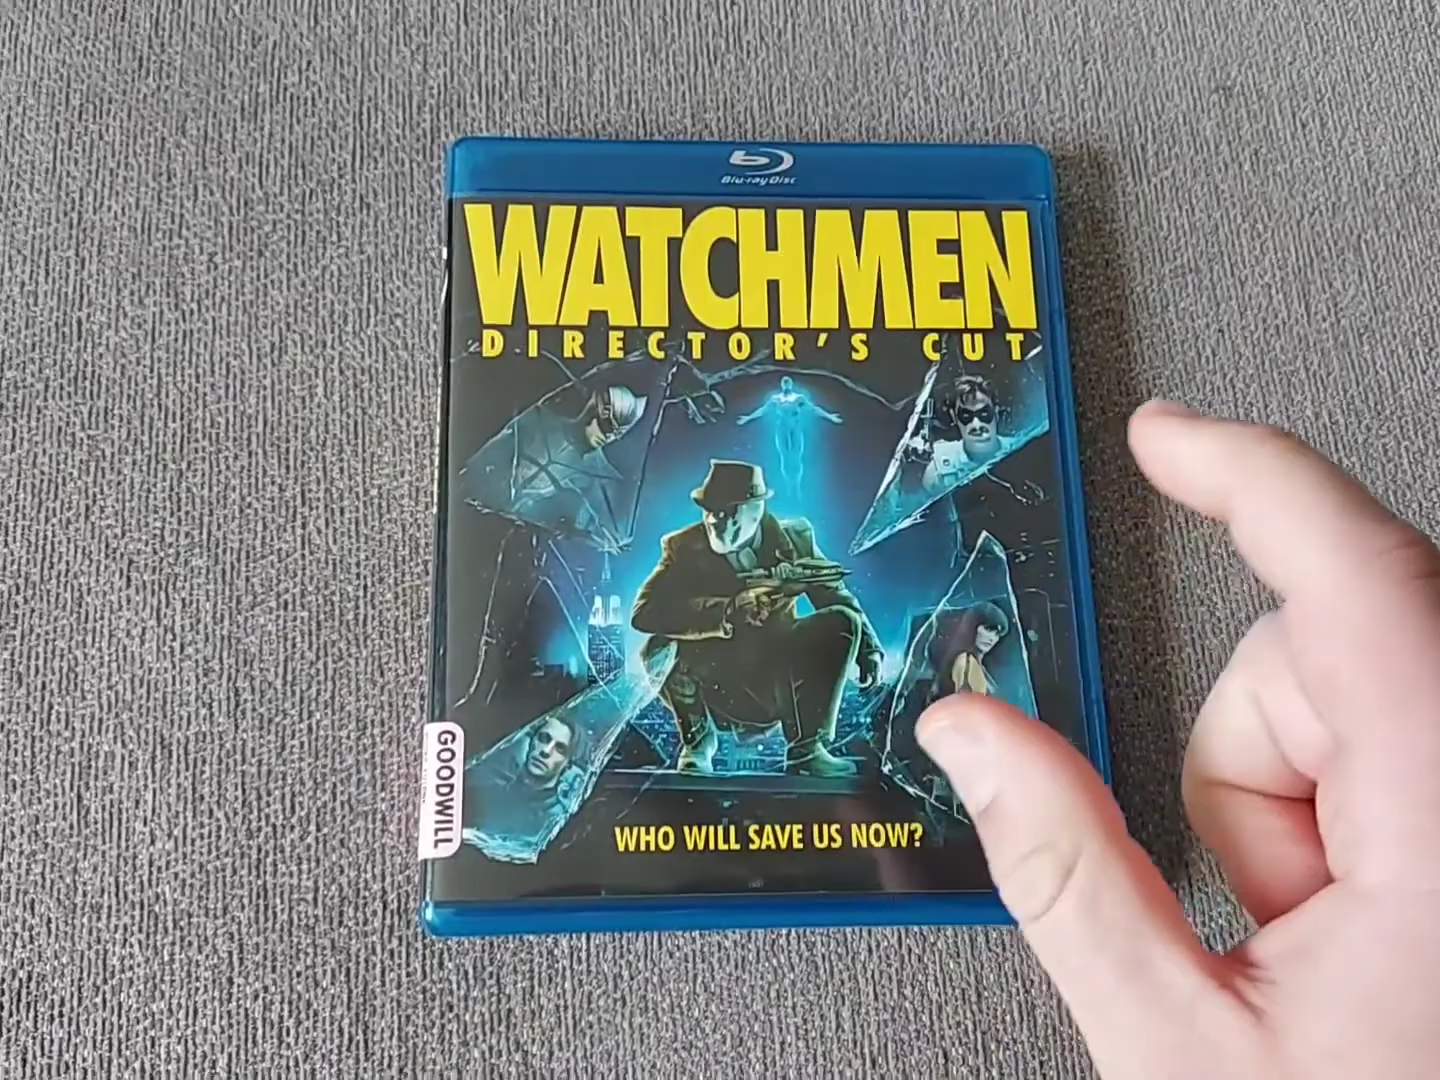 Blu-ray Disc
WATCHMEN
DIRECTOR'S CUT
GOODWILL
WHO WILL SAVE US NOW?